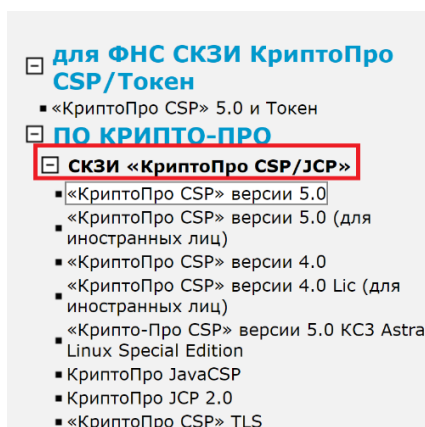 для ФНС СКЗИ КриптоПро
CSP/Токен
«КриптоПро CSP» 5.0 и Токен
ПО КРИПТО-ПРО
СКЗИ «КриптоПро CSP/JCP»
«КриптоПро CSP» версии 5.0
«КриптоПро CSP» версии 5.0 (для
иностранных лиц)
«КриптоПро CSP» версии 4.0
«КриптоПро CSP» версии 4.0 Lic (для
иностранных лиц)
«Крипто-Про CSP» версии 5.0 КС3 Astra
Linux Special Edition
КриптоПро JavaCSP
КриптоПро JCP 2.0
«КриптоПро CSP» TLS